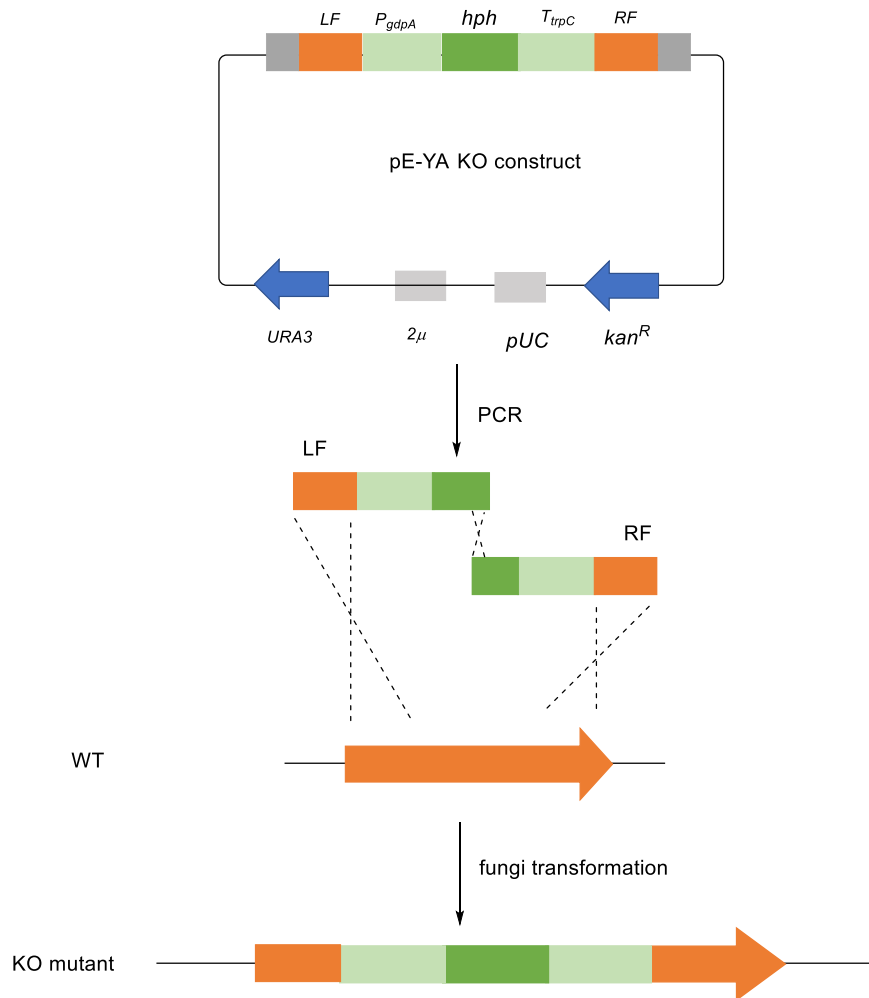 LF PgdpA hph TtrpC RF
pE-YA KO construct
URA3 2μ pUC kanR
PCR
LF
RF
WT
fungi transformation
KO mutant